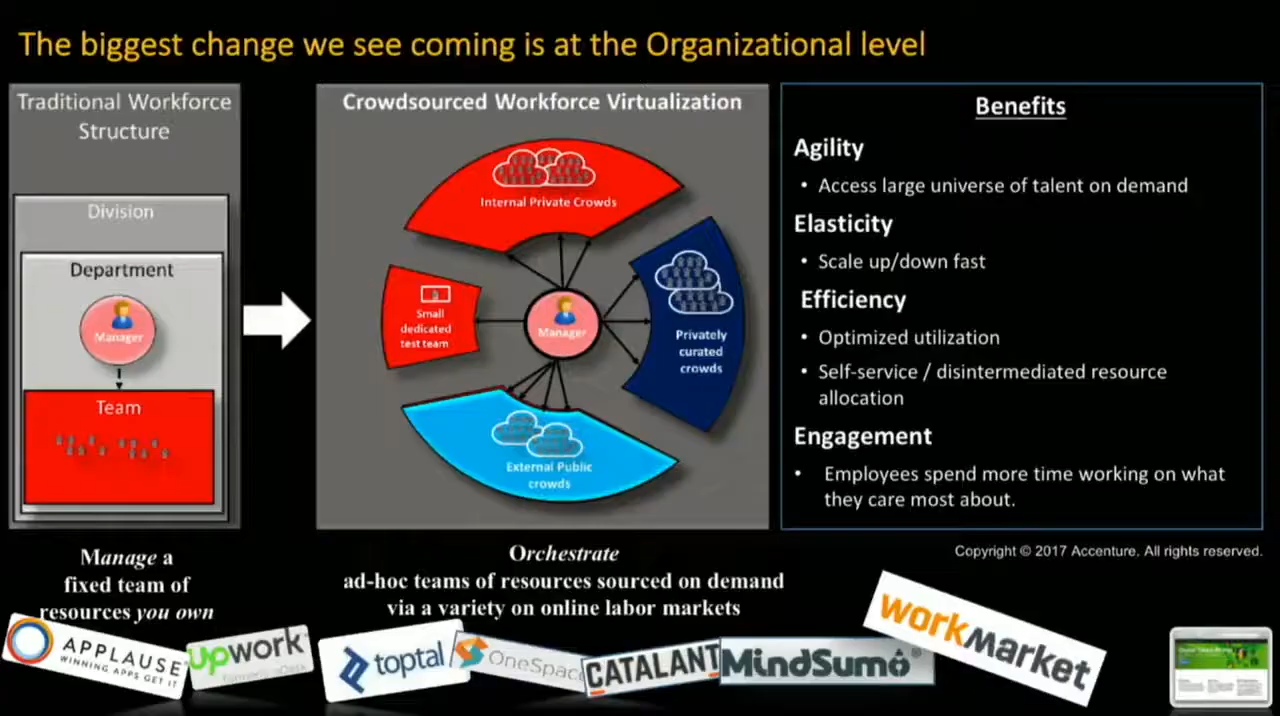 The biggest change we see coming is at the Organizational level
Traditional Workforce
Structure
Division
Department
Manager
Team
Manage a
fixed team of
resources you own
Crowdsourced Workforce Virtualization
Internal Private Crowds
Small
dedicated
test team
Manager
Privately
curated
crowds
External Public
crowds
Orchestrate
ad-hoc teams of resources sourced on demand
via a variety on online labor markets
Benefits
Agility
• Access large universe of talent on demand
Elasticity
• Scale up/down fast
Efficiency
• Optimized utilization
• Self-service / disintermediated resource
allocation
Engagement
• Employees spend more time working on what
they care most about.
Copyright © 2017 Accenture. All rights reserved.
APPLAUSE
WINNING APPS GET IT
upwork
formerly oDesk
toptal
OneSpace
CATALANT
MindSumo®
workmarket